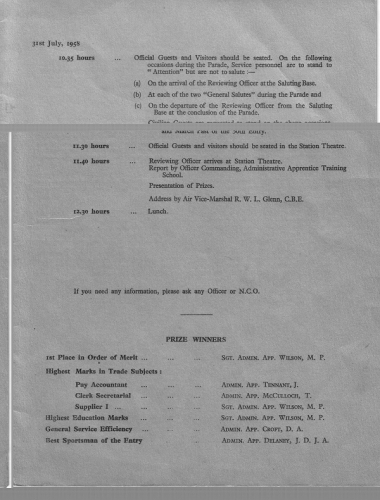 31st July, 1958
10.55 hours ... Official Guests and Visitors should be seated. On the following
occasions during the Parade, Service personnel are to stand to
"Attention" but are not to salute :—
(a) On the arrival of the Reviewing Officer at the Saluting Base.
(b) At each of the two "General Salutes" during the Parade and
(c) On the departure of the Reviewing Officer from the Saluting
Base at the conclusion of the Parade.
and March Past of the 30th Entry.
11.30 hours ... Official Guests and visitors should be seated in the Station Theatre.
11.40 hours ... Reviewing Officer arrives at Station Theatre.
Report by Officer Commanding, Administrative Apprentice Training
School.
Presentation of Prizes.
Address by Air Vice-Marshal R. W. L. Glenn, C.B.E.
12.30 hours ... Lunch.
If you need any information, please ask any Officer or N.C.O.
PRIZE WINNERS
1st Place in Order of Merit ... ... ... Sgt. Admin. App. Wilson, M. P.
Highest Marks in Trade Subjects :
Pay Accountant ... ... ... Admin. App. Tennant, J.
Clerk Secretarial ... ... ... Admin. App. McCulloch, T.
Supplier I ... ... ... ... Sgt. Admin. App. Wilson, M. P.
Highest Education Marks ... ... ... Sgt. Admin. App. Wilson, M. P.
General Service Efficiency ... ... ... Admin. App. Croft, D. A.
Best Sportsman of the Entry ... ... Admin. App. Delaney, J. D. J. A.